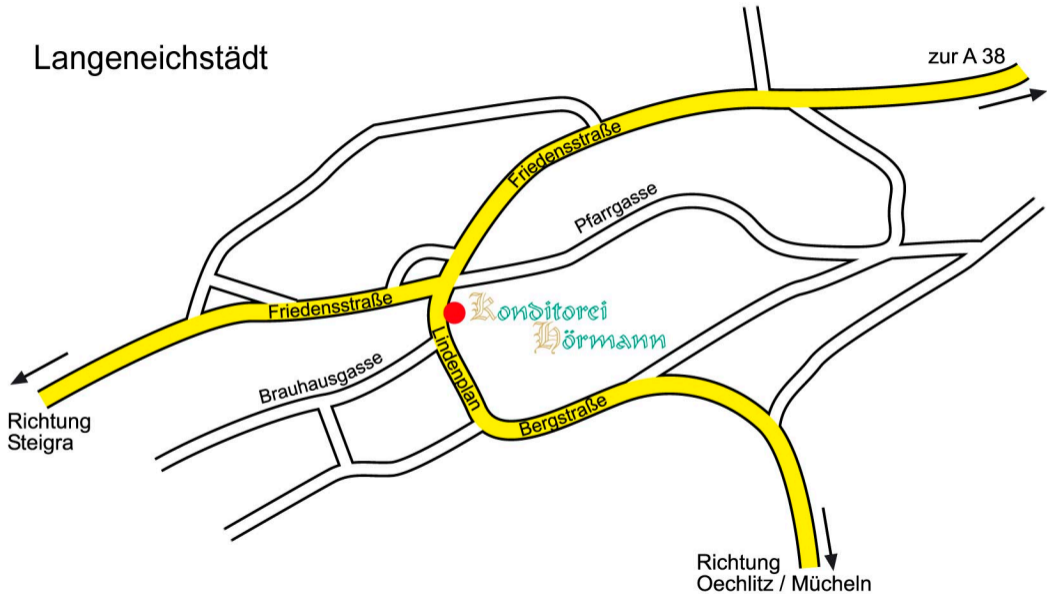 Langeneichstädt
zur A 38
Friedensstraße
Pfarrgasse
Friedensstraße
Konditorei
Hörmann
Lindenplan
Brauhausgasse
Bergstraße
Richtung
Steigra
Richtung
Oechlitz / Mücheln